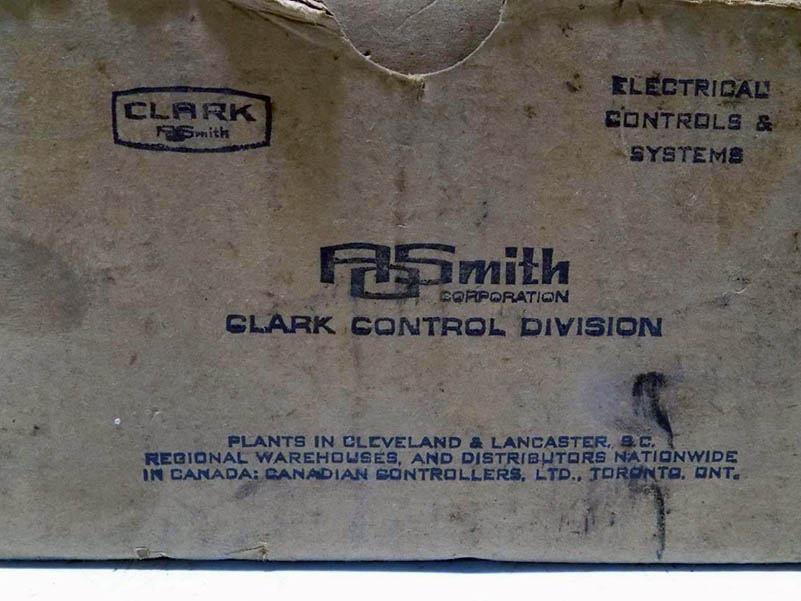 CLARK
AOSmith
ELECTRICAL
CONTROLS &
SYSTEMS
AOSmith
CORPORATION
CLARK CONTROL DIVISION
PLANTS IN CLEVELAND & LANCASTER, S.C.
REGIONAL WAREHOUSES, AND DISTRIBUTORS NATIONWIDE
IN CANADA: CANADIAN CONTROLLERS, LTD., TORONTO, ONT.